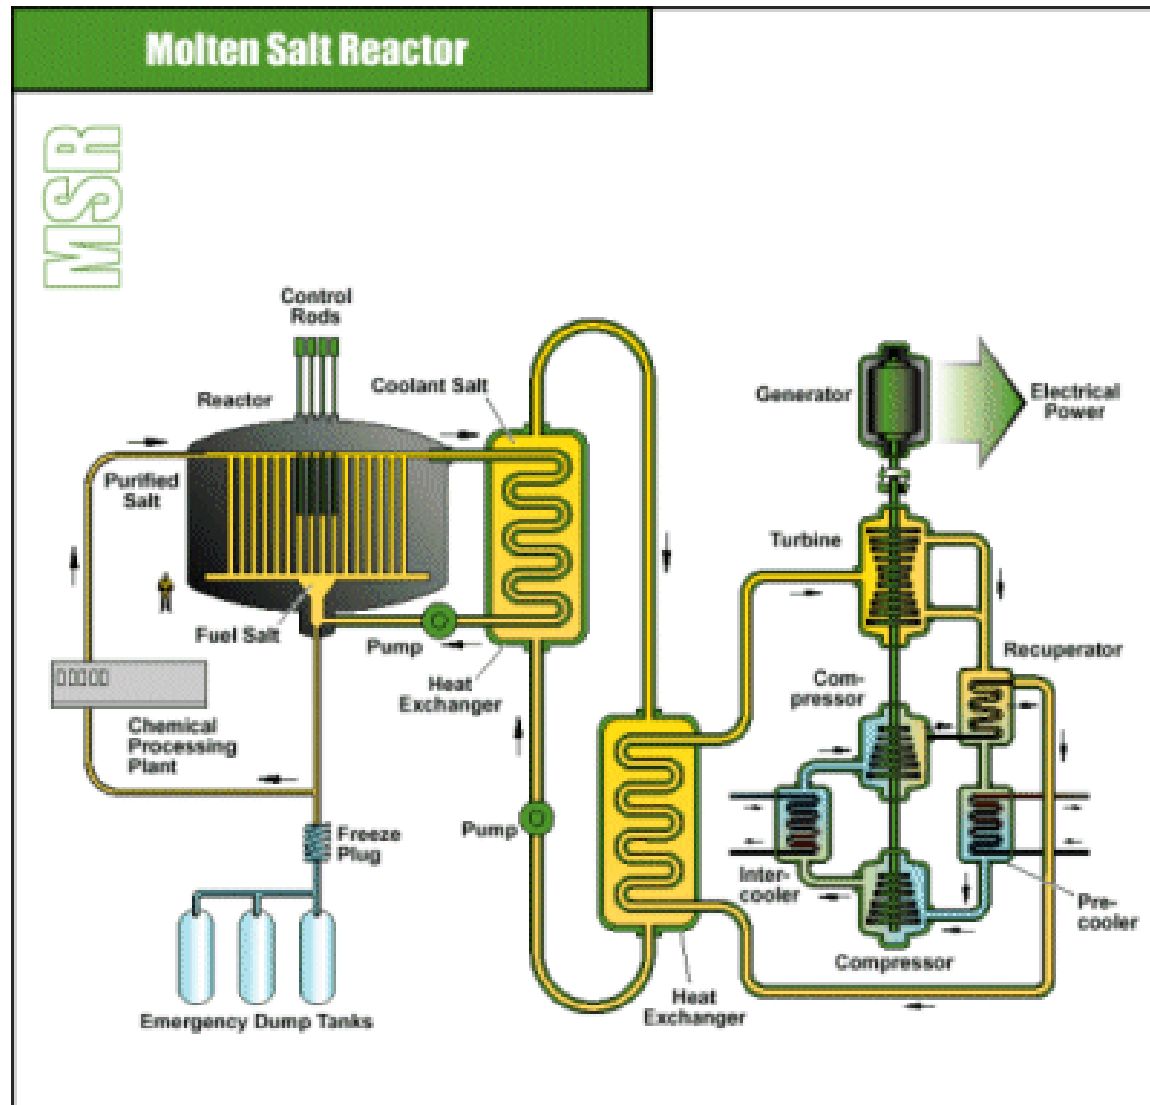 Molten Salt Reactor
MSR
Control
Rods
Coolant Salt
Reactor
Generator
Electrical
Power
Purified
Salt
Turbine
Fuel Salt
Pump
Heat
Exchanger
Recuperator
Com-
pressor
Chemical
Processing
Plant
Pump
Freeze
Plug
Inter-
cooler
Pre-
cooler
Compressor
Heat
Exchanger
Emergency Dump Tanks